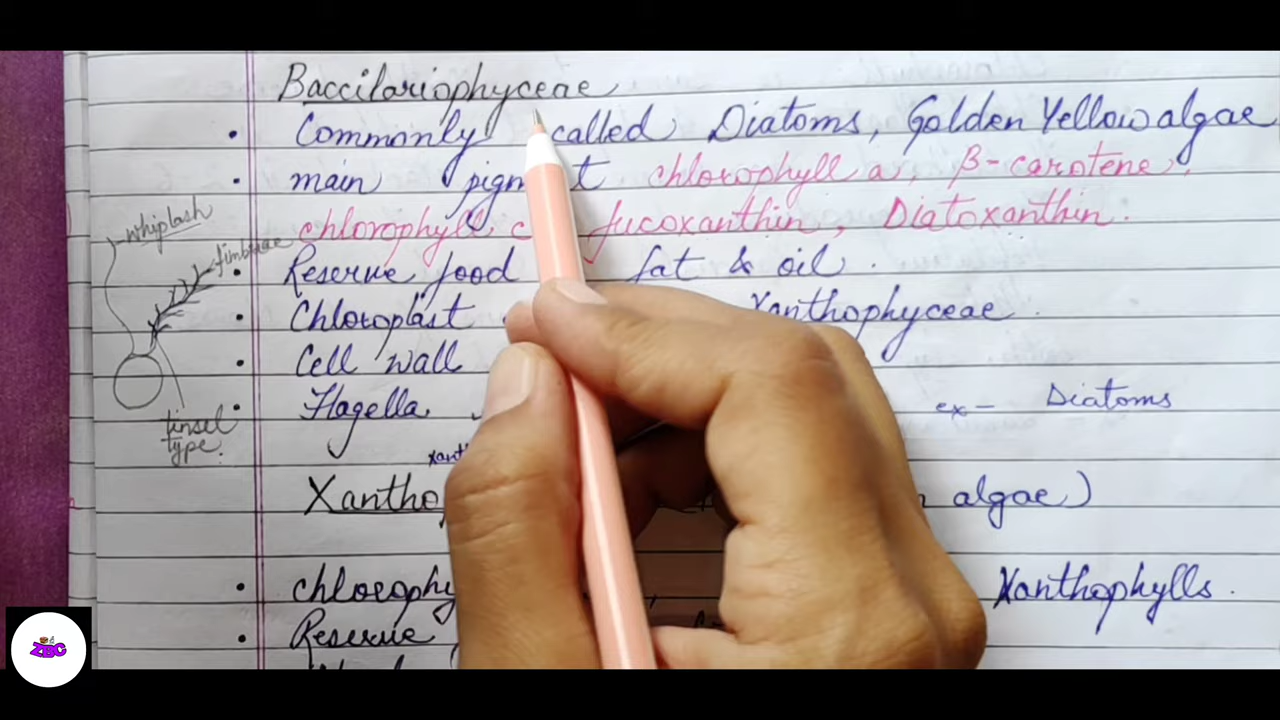 Baccilariophyceae
Commonly called Diatoms, Golden Yellow algae
main pigment chlorophyll a, β-carotene,
chlorophyll c fucoxanthin, Diatoxanthin.
whiplash
fimbriae
Reserve food fat & oil.
Chloroplast Xanthophyceae.
Cell wall
Flagella ex- Diatoms
tinsel
type.
Xantho algae)
Xanthophylls.
Reserve
ZBC